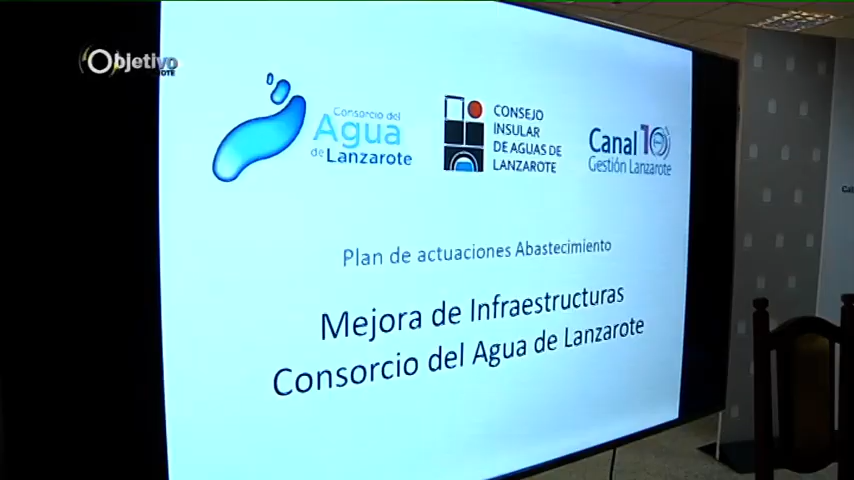 Objetivo
Consorcio del
Agua
de Lanzarote
CONSEJO
INSULAR
DE AGUAS DE
LANZAROTE
Canal 10
Gestión Lanzarote
Plan de actuaciones Abastecimiento
Mejora de Infraestructuras
Consorcio del Agua de Lanzarote